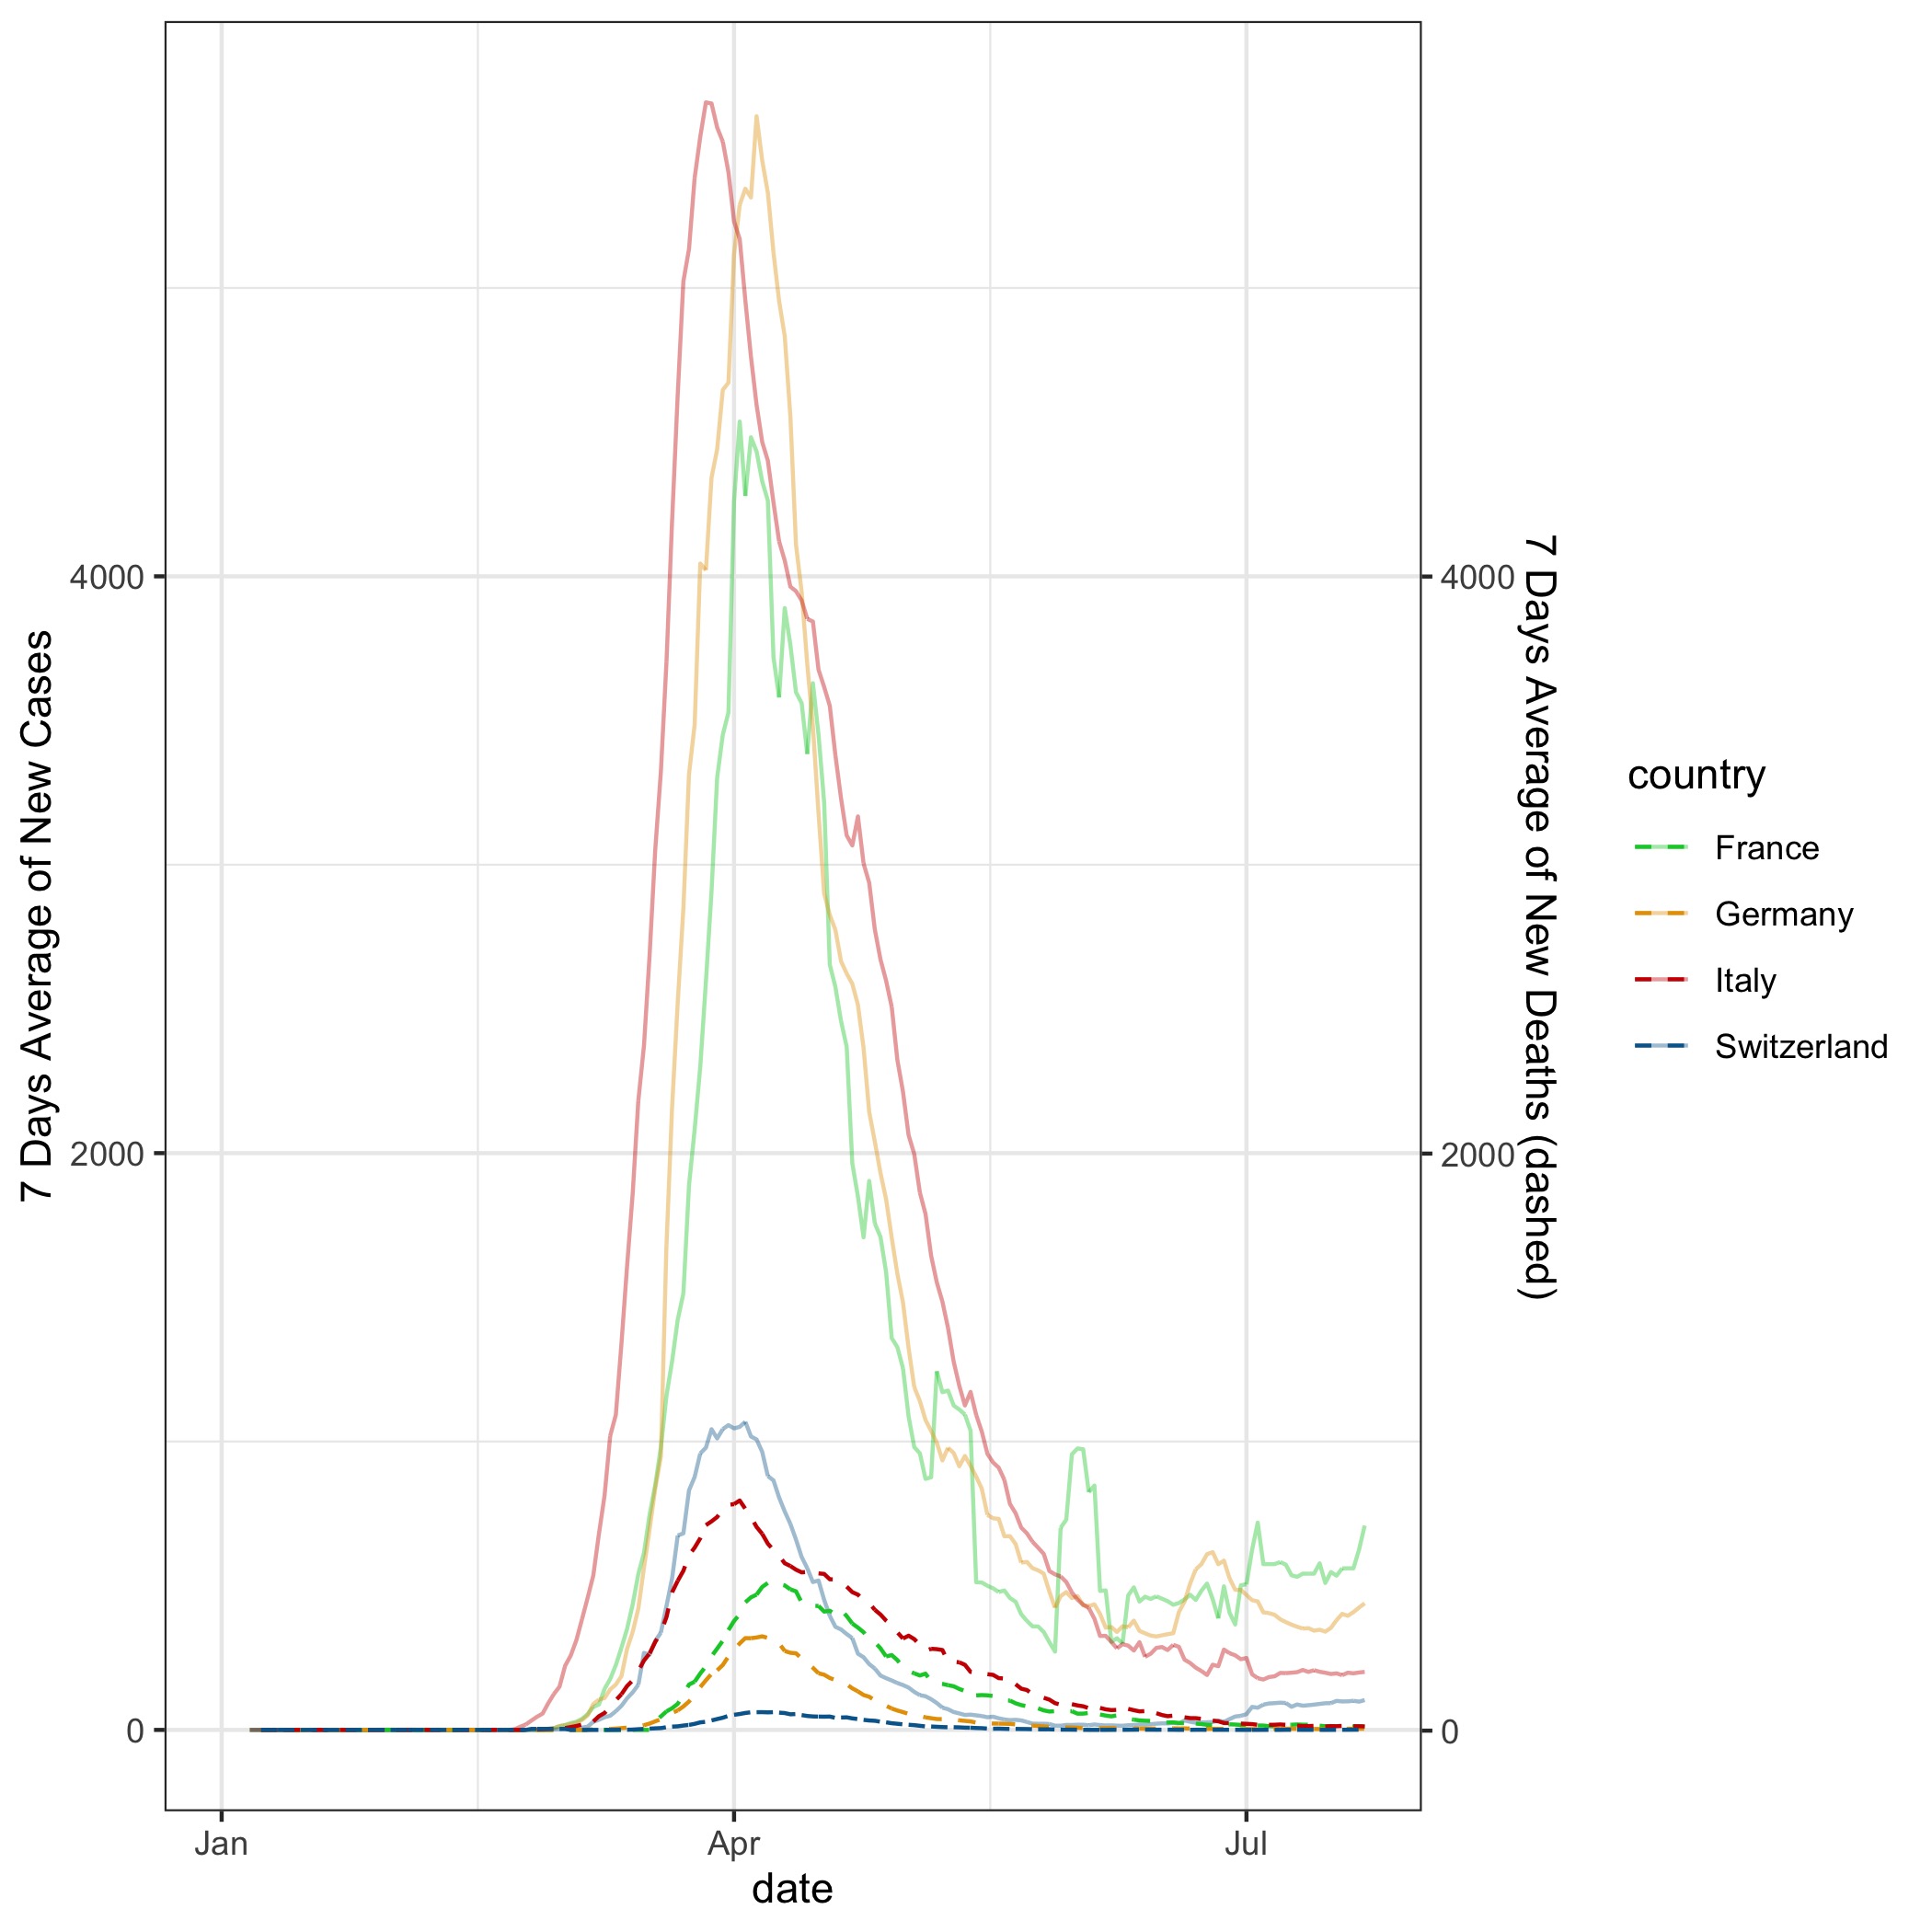 7 Days Average of New Cases
4000
2000
0
Jan
Apr
Jul
date
4000
2000
0
7 Days Average of New Deaths (dashed)
country
France
Germany
Italy
Switzerland